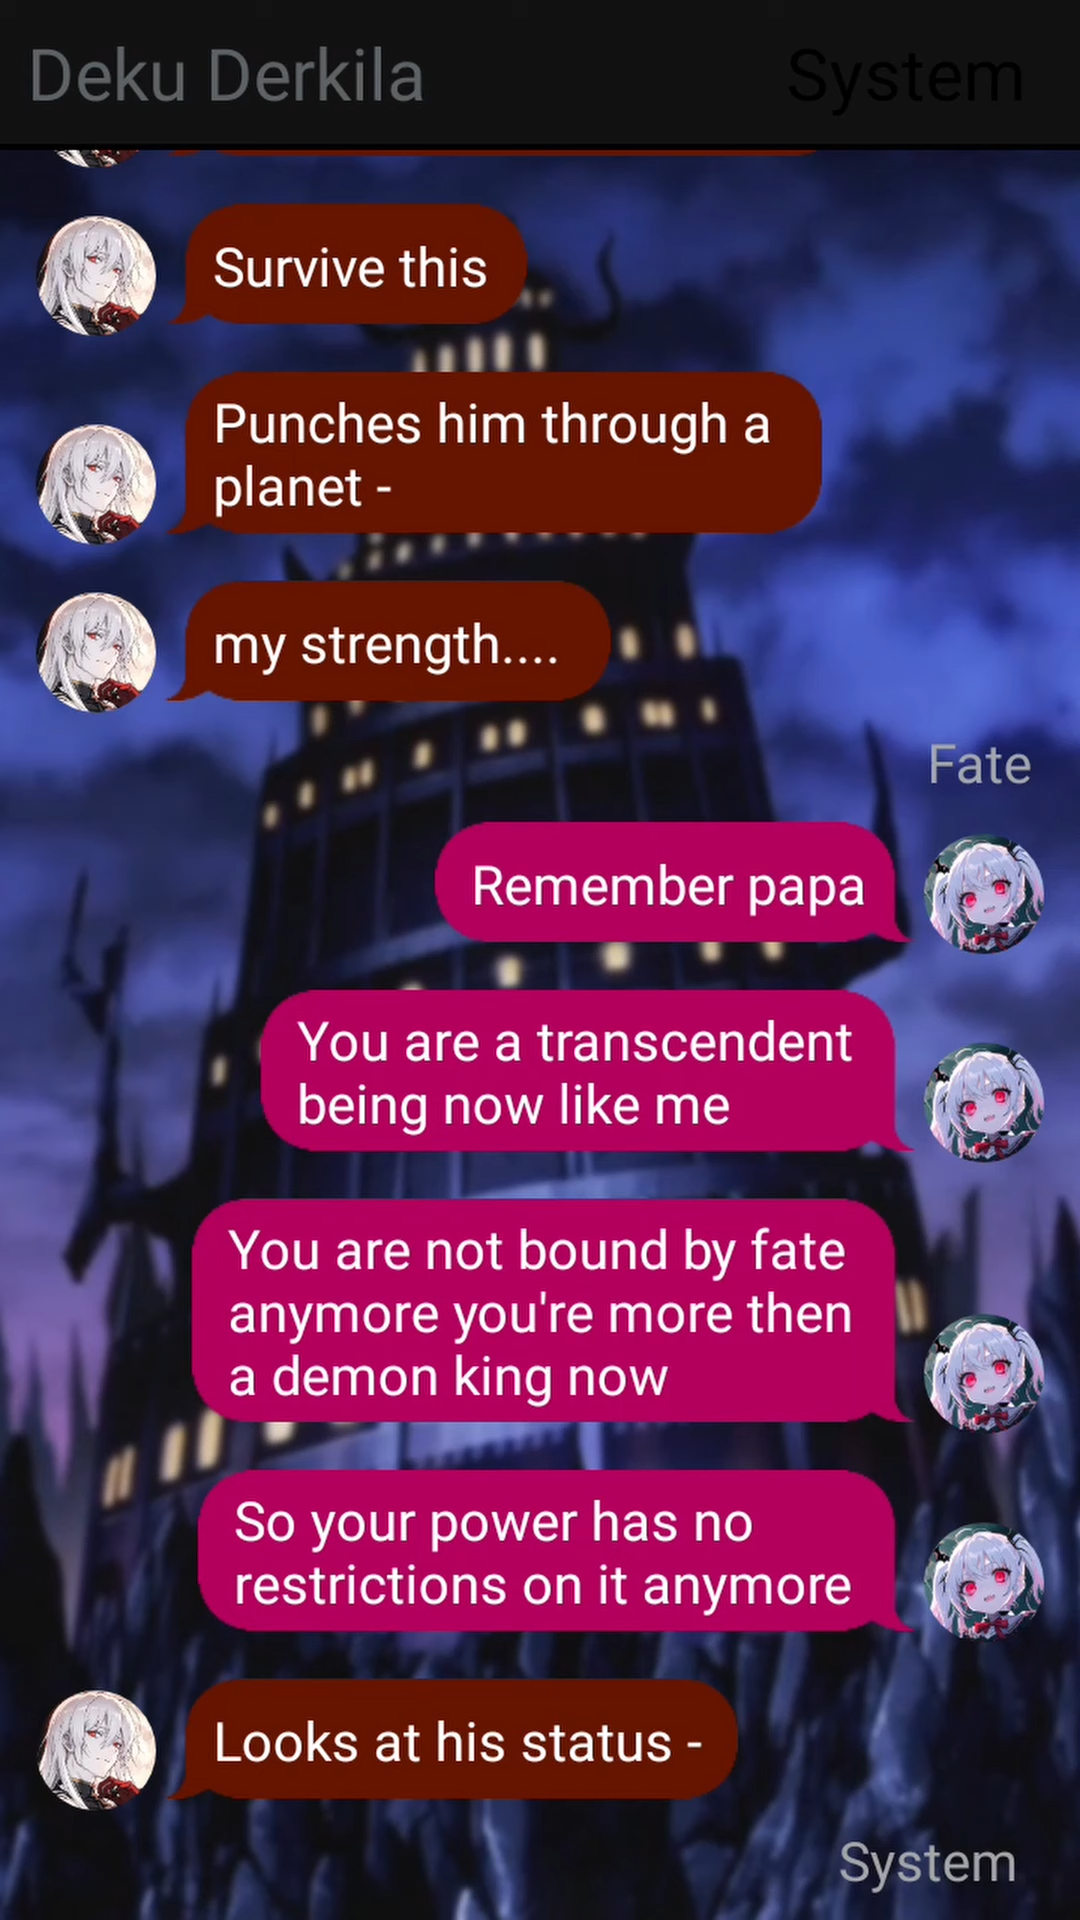 Deku Derkila
System
Survive this
Punches him through a
planet -
my strength....
Fate
Remember papa
You are a transcendent
being now like me
You are not bound by fate
anymore you're more then
a demon king now
So your power has no
restrictions on it anymore
Looks at his status -
System